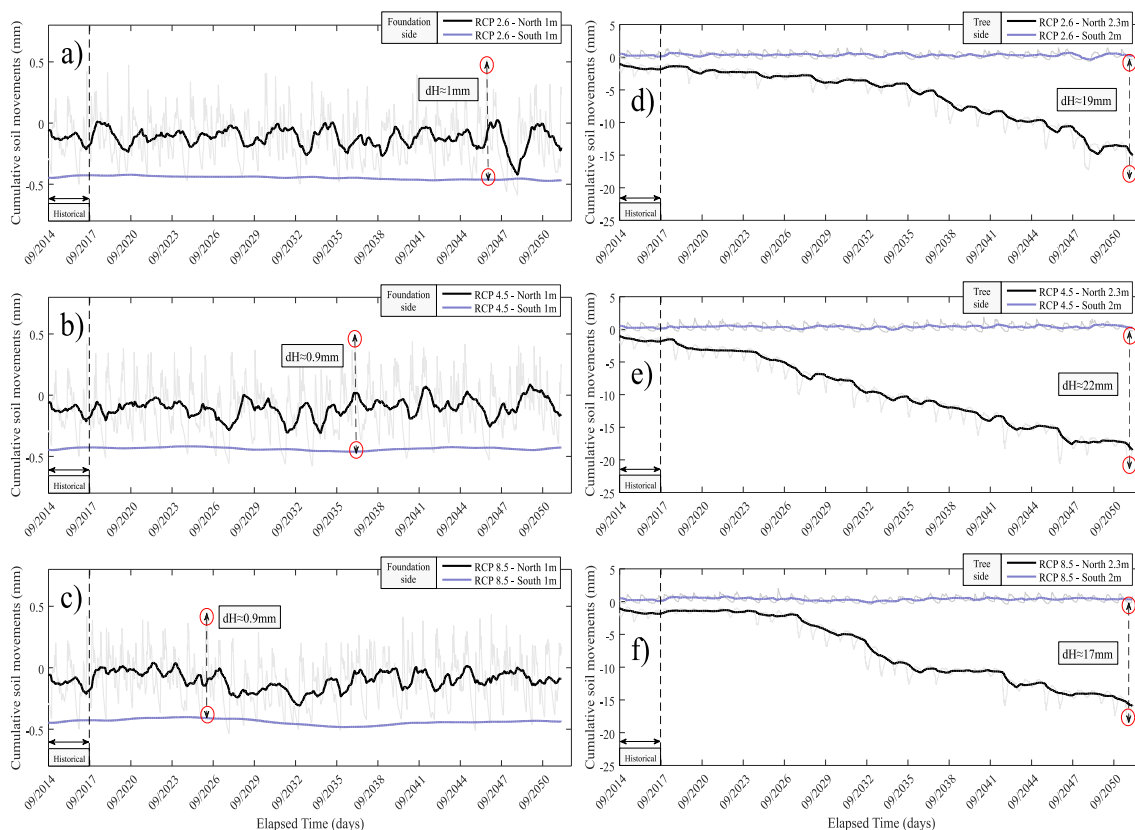 a)
Foundation side
RCP 2.6 - North 1m
RCP 2.6 - South 1m
dH≈1mm
Historical
Cumulative soil movements (mm)
0.5
0
-0.5
09/2014 09/2017 09/2020 09/2023 09/2026 09/2029 09/2032 09/2035 09/2038 09/2041 09/2044 09/2047 09/2050
d)
Tree side
RCP 2.6 - North 2.3m
RCP 2.6 - South 2m
dH≈19mm
Historical
Cumulative soil movements (mm)
5
0
-5
-10
-15
-20
-25
09/2014 09/2017 09/2020 09/2023 09/2026 09/2029 09/2032 09/2035 09/2038 09/2041 09/2044 09/2047 09/2050
b)
Foundation side
RCP 4.5 - North 1m
RCP 4.5 - South 1m
dH≈0.9mm
Historical
Cumulative soil movements (mm)
0.5
0
-0.5
09/2014 09/2017 09/2020 09/2023 09/2026 09/2029 09/2032 09/2035 09/2038 09/2041 09/2044 09/2047 09/2050
e)
Tree side
RCP 4.5 - North 2.3m
RCP 4.5 - South 2m
dH≈22mm
Historical
Cumulative soil movements (mm)
5
0
-5
-10
-15
-20
-25
09/2014 09/2017 09/2020 09/2023 09/2026 09/2029 09/2032 09/2035 09/2038 09/2041 09/2044 09/2047 09/2050
c)
Foundation side
RCP 8.5 - North 1m
RCP 8.5 - South 1m
dH≈0.9mm
Historical
Cumulative soil movements (mm)
0.5
0
-0.5
09/2014 09/2017 09/2020 09/2023 09/2026 09/2029 09/2032 09/2035 09/2038 09/2041 09/2044 09/2047 09/2050
Elapsed Time (days)
f)
Tree side
RCP 8.5 - North 2.3m
RCP 8.5 - South 2m
dH≈17mm
Historical
Cumulative soil movements (mm)
5
0
-5
-10
-15
-20
-25
09/2014 09/2017 09/2020 09/2023 09/2026 09/2029 09/2032 09/2035 09/2038 09/2041 09/2044 09/2047 09/2050
Elapsed Time (days)